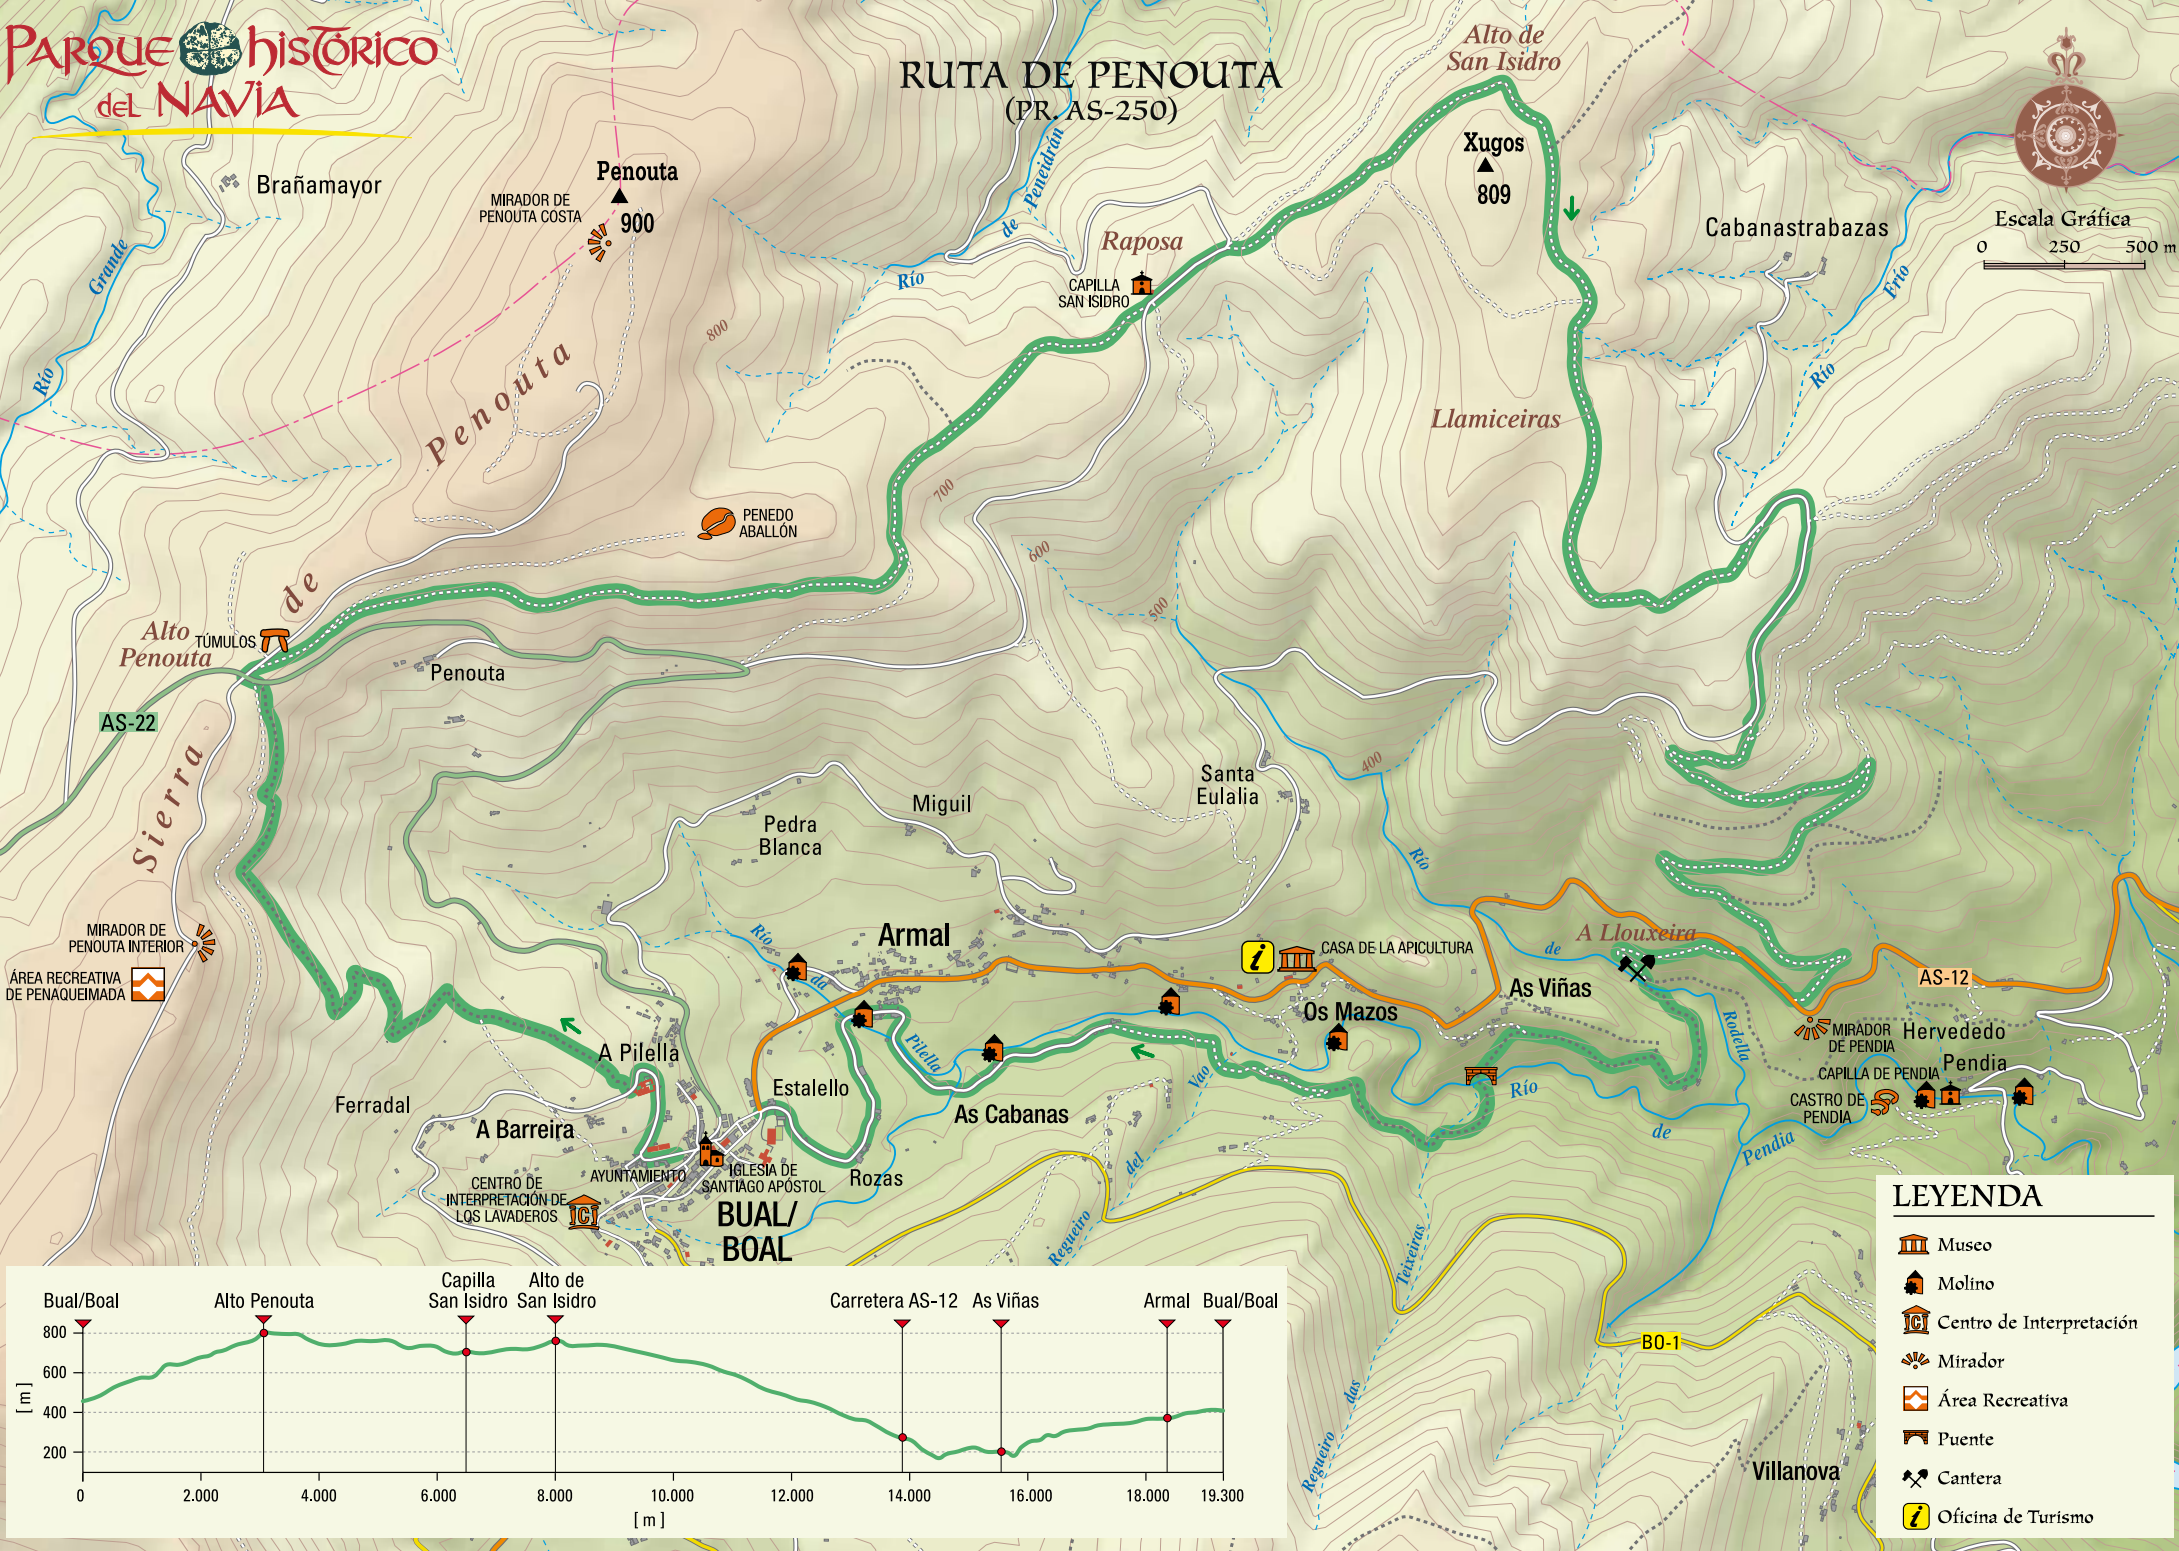 PARQUE HISTÓRICO
del NAVIA
RUTA DE PENOUTA
(PR. AS-250)
Alto de
San Isidro
Xugos
809
Escala Gráfica
0 250 500 m
Brañamayor
Penouta
900
MIRADOR DE
PENOUTA COSTA
Río
Grande
Río
de Peneidrán
Raposa
CAPILLA
SAN ISIDRO
Cabanastrabazas
Río
Frío
800
700
600
500
400
Llamiceiras
Sierra
de
Penouta
PENEDO
ABALLÓN
Alto
Penouta
TÚMULOS
Penouta
AS-22
Santa
Eulalia
Miguil
Pedra
Blanca
MIRADOR DE
PENOUTA INTERIOR
ÁREA RECREATIVA
DE PENAQUEIMADA
Río
da
Pilella
Armal
CASA DE LA APICULTURA
Os Mazos
As Viñas
A Llouxeira
Río
de
Rodella
AS-12
MIRADOR
DE PENDIA
Hervededo
Pendia
CAPILLA DE PENDIA
CASTRO DE
PENDIA
A Pilella
Estalello
Ferradal
A Barreira
As Cabanas
Rozas
AYUNTAMIENTO
IGLESIA DE
SANTIAGO APÓSTOL
CENTRO DE
INTERPRETACIÓN DE
LOS LAVADEROS
BUAL/
BOAL
Regueiro
del
Vao
Río
de
Pendia
Regueiro
das
Teixeiras
BO-1
Villanova
LEYENDA
Museo
Molino
Centro de Interpretación
Mirador
Área Recreativa
Puente
Cantera
Oficina de Turismo
Bual/Boal
Alto Penouta
Capilla
San Isidro
Alto de
San Isidro
Carretera AS-12
As Viñas
Armal
Bual/Boal
800
600
400
200
[ m ]
0 2.000 4.000 6.000 8.000 10.000 12.000 14.000 16.000 18.000 19.300
[ m ]